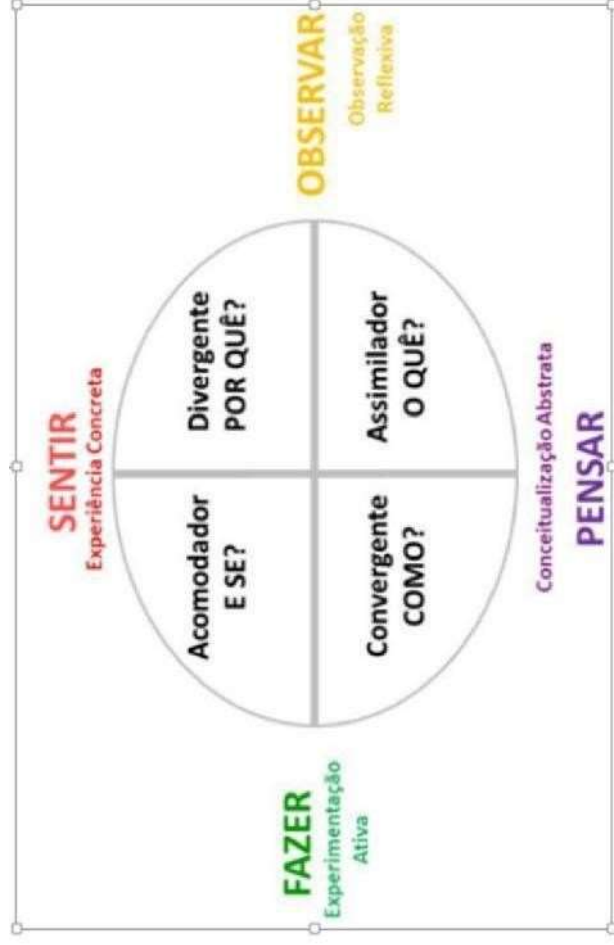 SENTIR
Experiência Concreta
Acomodador
E SE?
Divergente
POR QUÊ?
FAZER
Experimentação
Ativa
OBSERVAR
Observação
Reflexiva
Convergente
COMO?
Assimilador
O QUÊ?
Conceitualização Abstrata
PENSAR